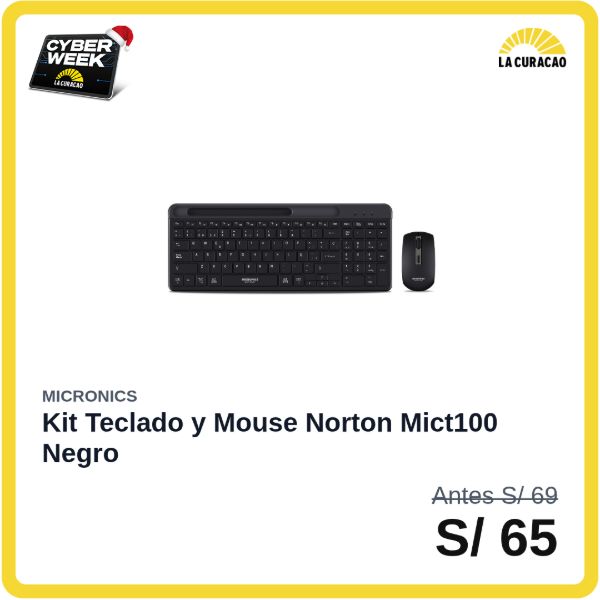 CYBER
WEEK
LA CURACAO
LA CURACAO
MICRONICS
Kit Teclado y Mouse Norton Mict100
Negro
Antes S/ 69
S/ 65